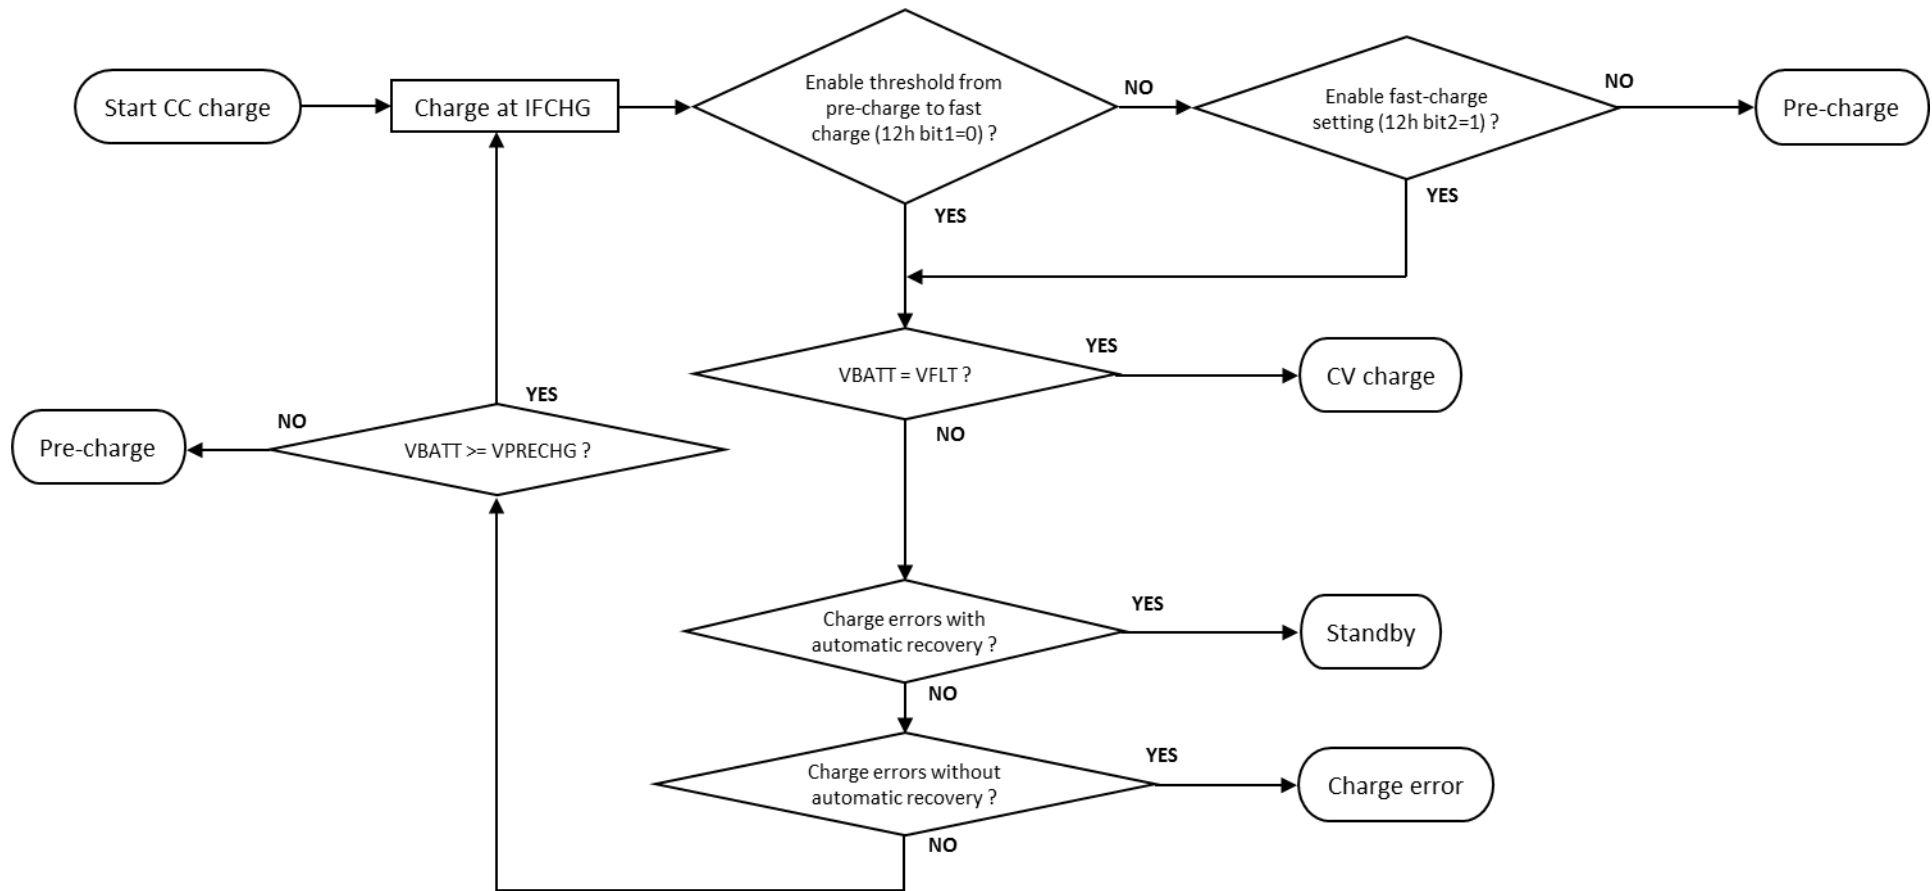 Start CC charge
Charge at IFCHG
Enable threshold from
pre-charge to fast
charge (12h bit1=0) ?
NO
Enable fast-charge
setting (12h bit2=1) ?
NO
Pre-charge
YES
YES
VBATT = VFLT ?
YES
CV charge
NO
Pre-charge
NO
VBATT >= VPRECHG ?
YES
Charge errors with
automatic recovery ?
YES
Standby
NO
Charge errors without
automatic recovery ?
YES
Charge error
NO